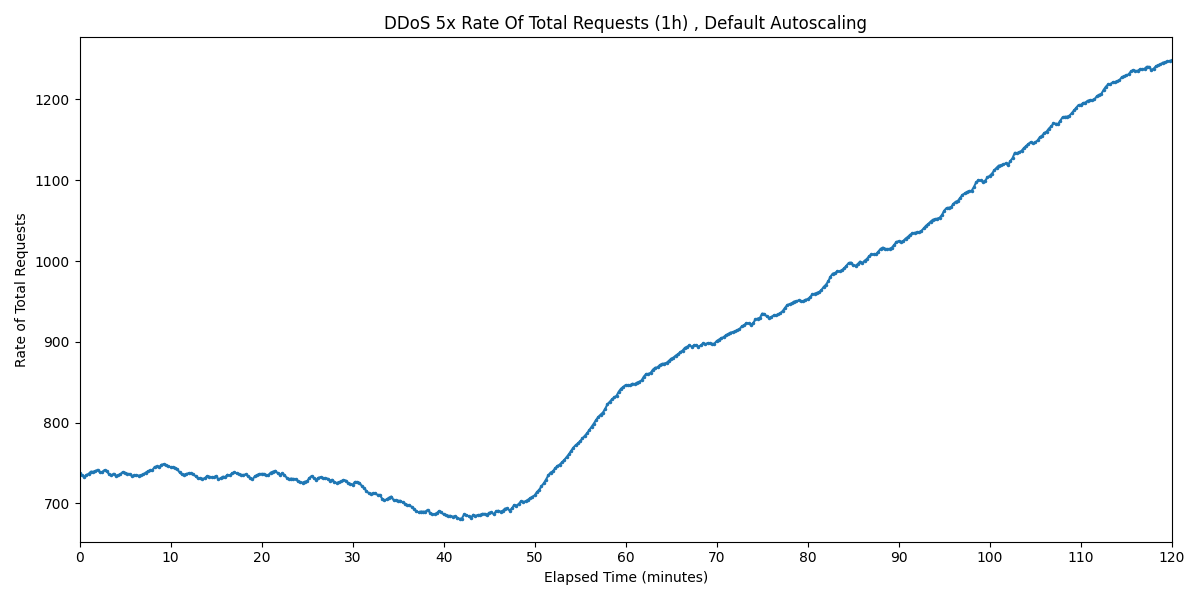 DDoS 5x Rate Of Total Requests (1h) , Default Autoscaling
Rate of Total Requests
1200
1100
1000
900
800
700
0 10 20 30 40 50 60 70 80 90 100 110 120
Elapsed Time (minutes)